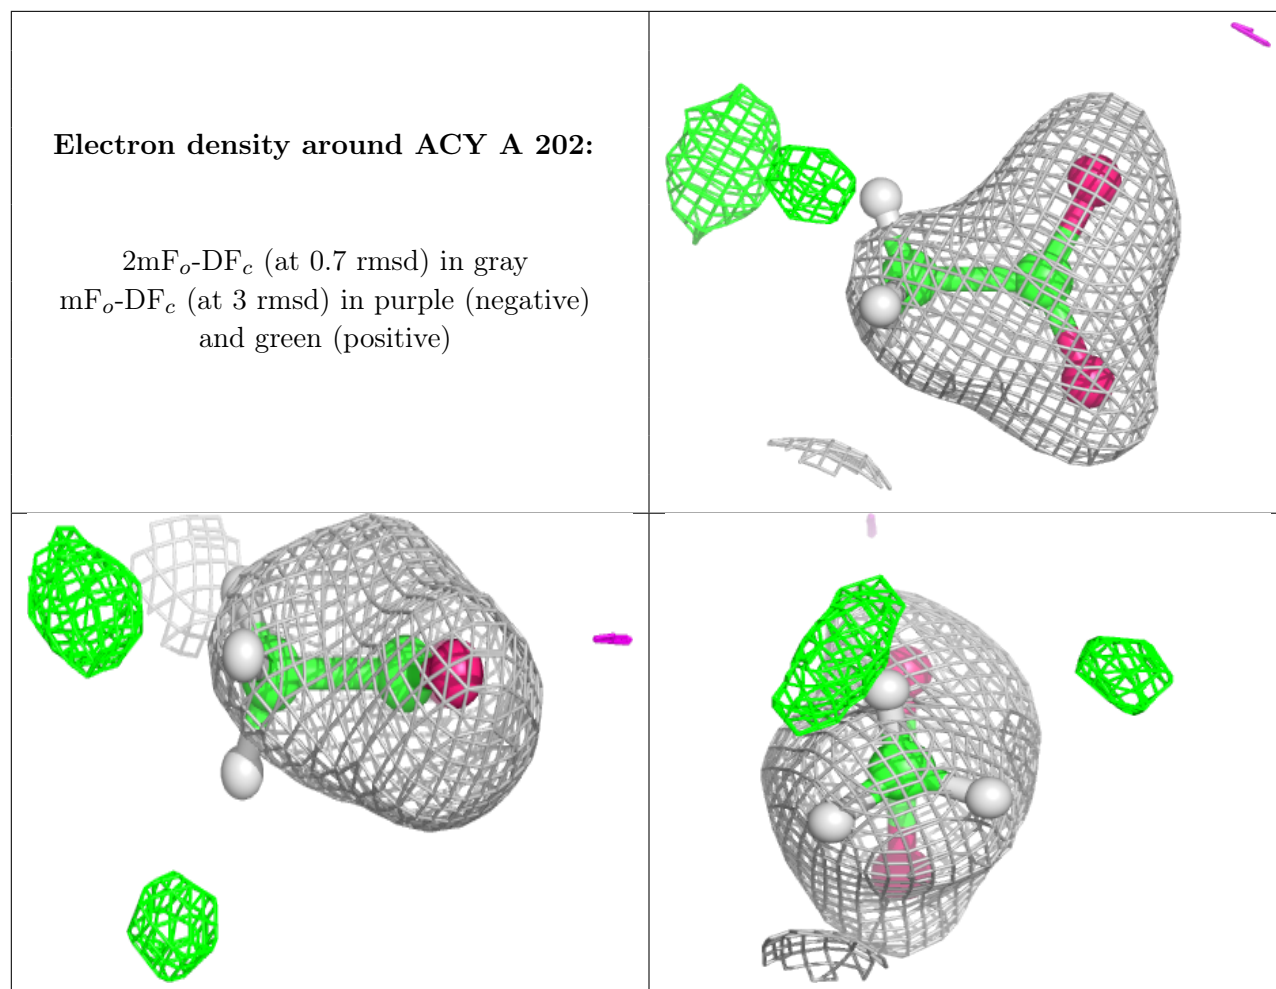 Electron density around ACY A 202:
2mFo-DFc (at 0.7 rmsd) in gray
mFo-DFc (at 3 rmsd) in purple (negative)
and green (positive)